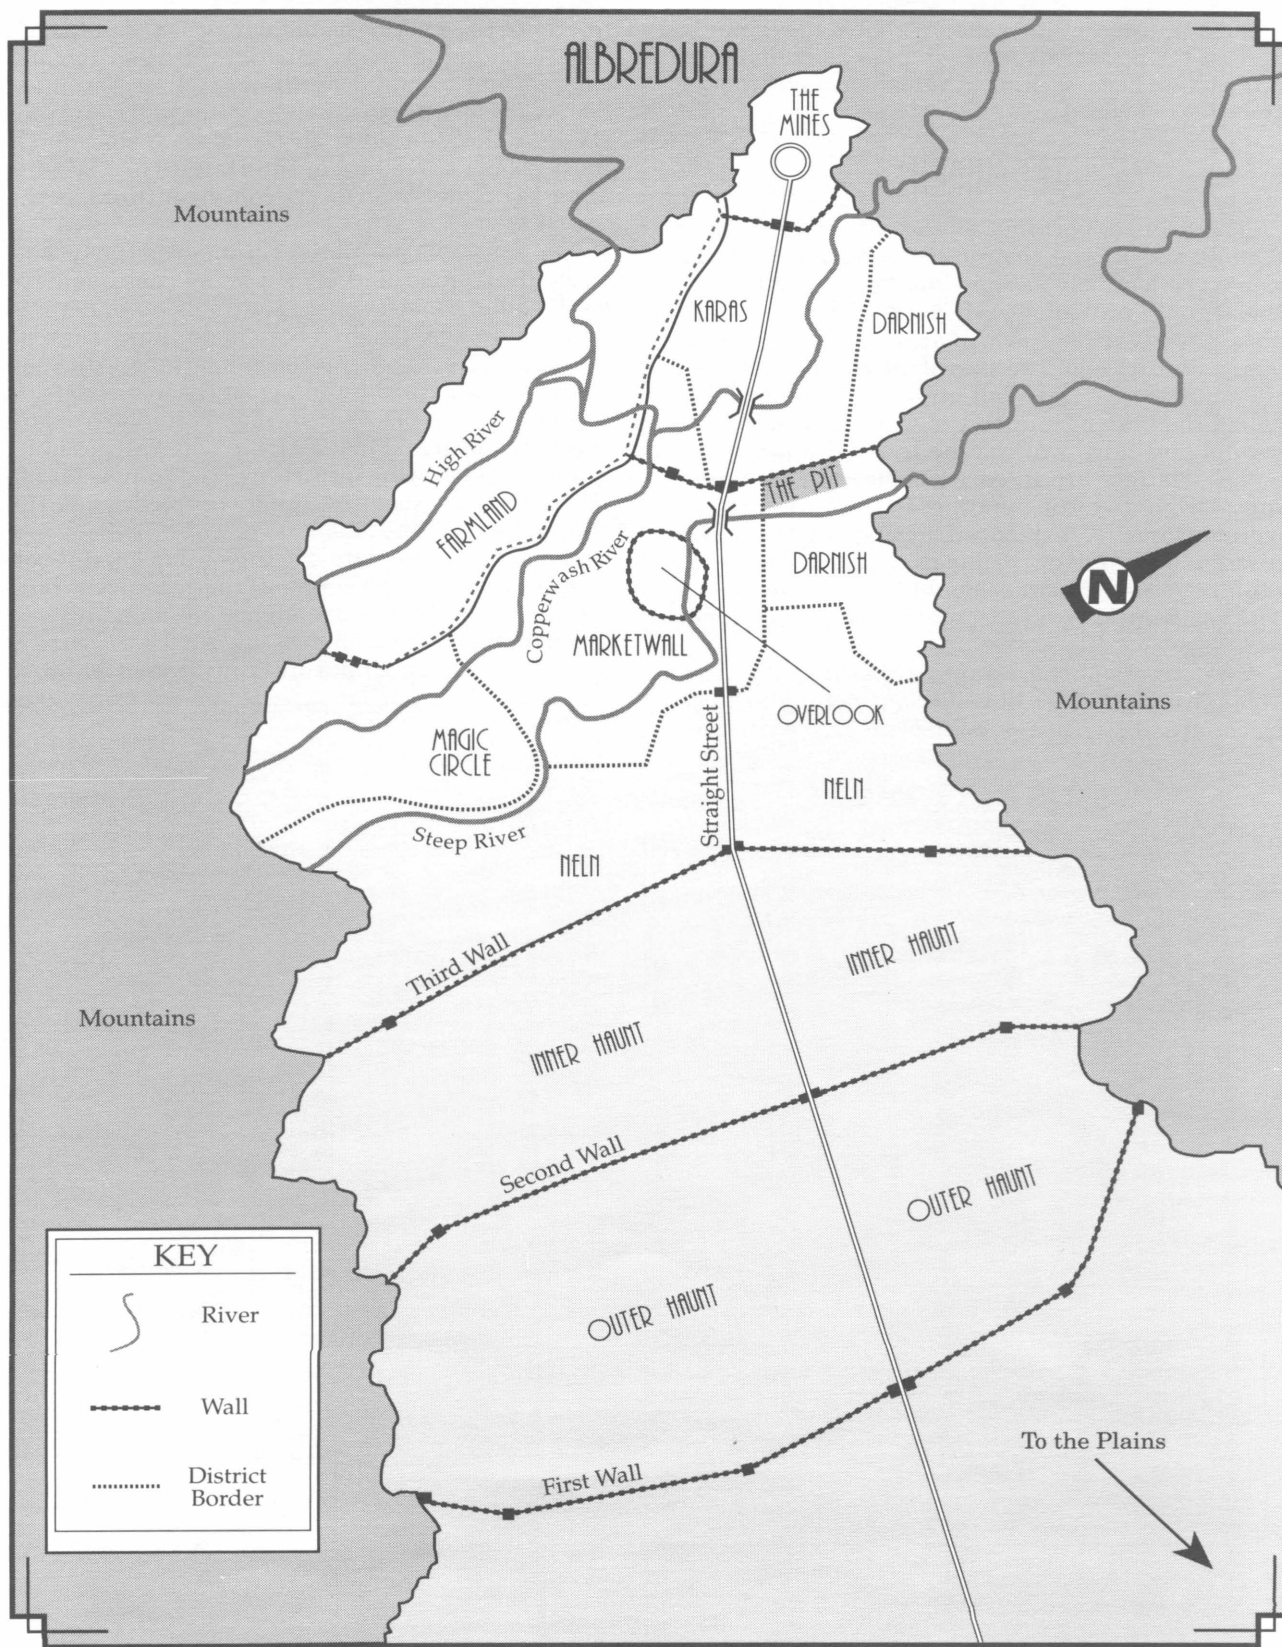 ALBREDURA
THE
MINES
Mountains
KARAS
DARNISH
High River
THE PIT
FARMLAND
Copperwash River
DARNISH
N
MARKETWALL
Mountains
OVERLOOK
MAGIC
CIRCLE
Straight Street
NELN
Steep River
NELN
INNER HAUNT
Third Wall
Mountains
INNER HAUNT
Second Wall
OUTER HAUNT
KEY
River
OUTER HAUNT
Wall
To the Plains
First Wall
District
Border